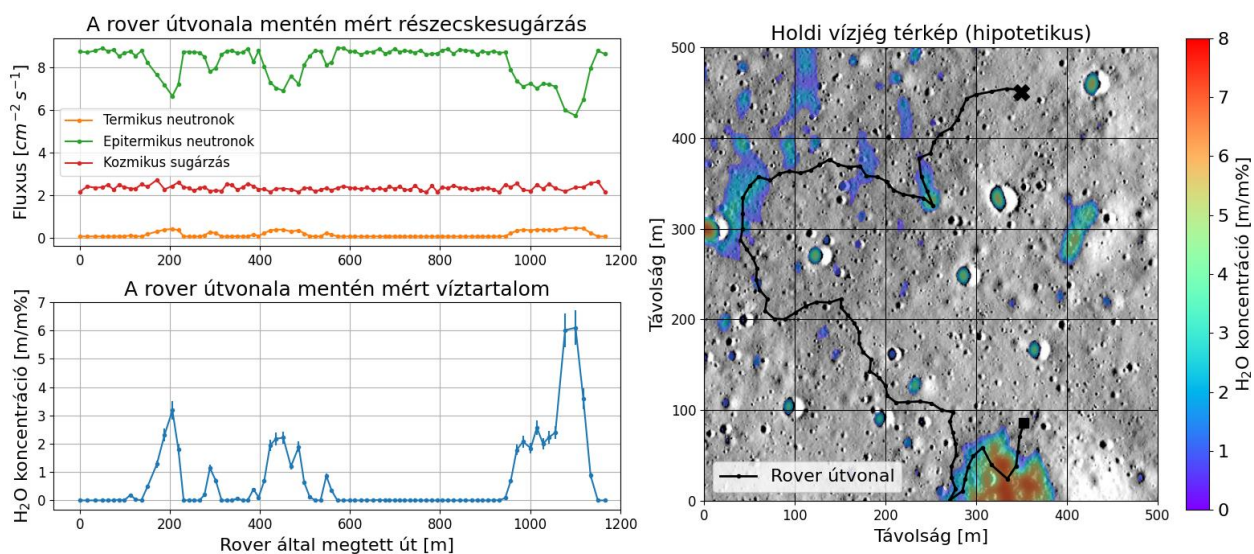 A rover útvonala mentén mért részecskesugárzás
8
6
4
2
0
Fluxus [cm⁻² s⁻¹]
Termikus neutronok
Epitermikus neutronok
Kozmikus sugárzás
0 200 400 600 800 1000 1200
A rover útvonala mentén mért víztartalom
7
6
5
4
3
2
1
0
H₂O koncentráció [m/m%]
0 200 400 600 800 1000 1200
Rover által megtett út [m]
Holdi vízjég térkép (hipotetikus)
500
400
300
200
100
0
Távolság [m]
Rover útvonal
0 100 200 300 400 500
Távolság [m]
8
7
6
5
4
3
2
1
0
H₂O koncentráció [m/m%]